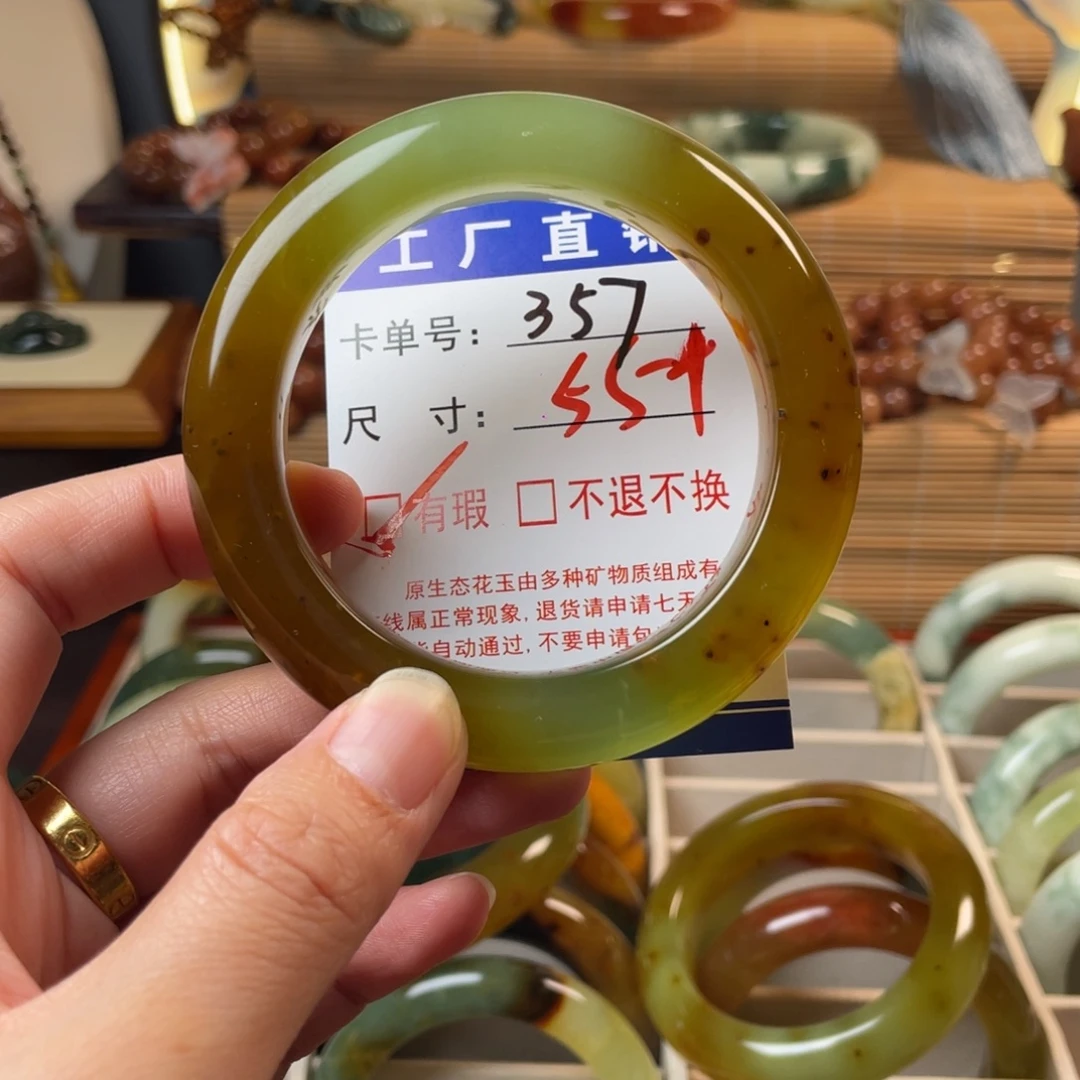 工厂直销
卡单号: 357
尺 寸: 55-
□有瑕 □不退不换
原生态花玉由多种矿物质组成有
线属正常现象, 退货请申请七天
自动通过, 不要申请包